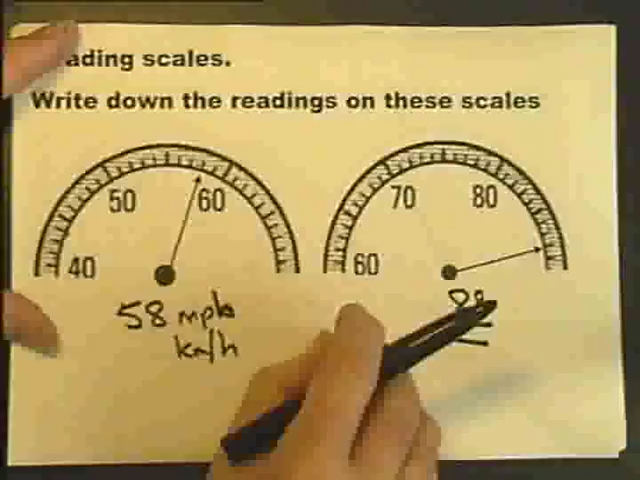 ading scales.
Write down the readings on these scales
50 60
40
70 80
60
58 mph
km/h